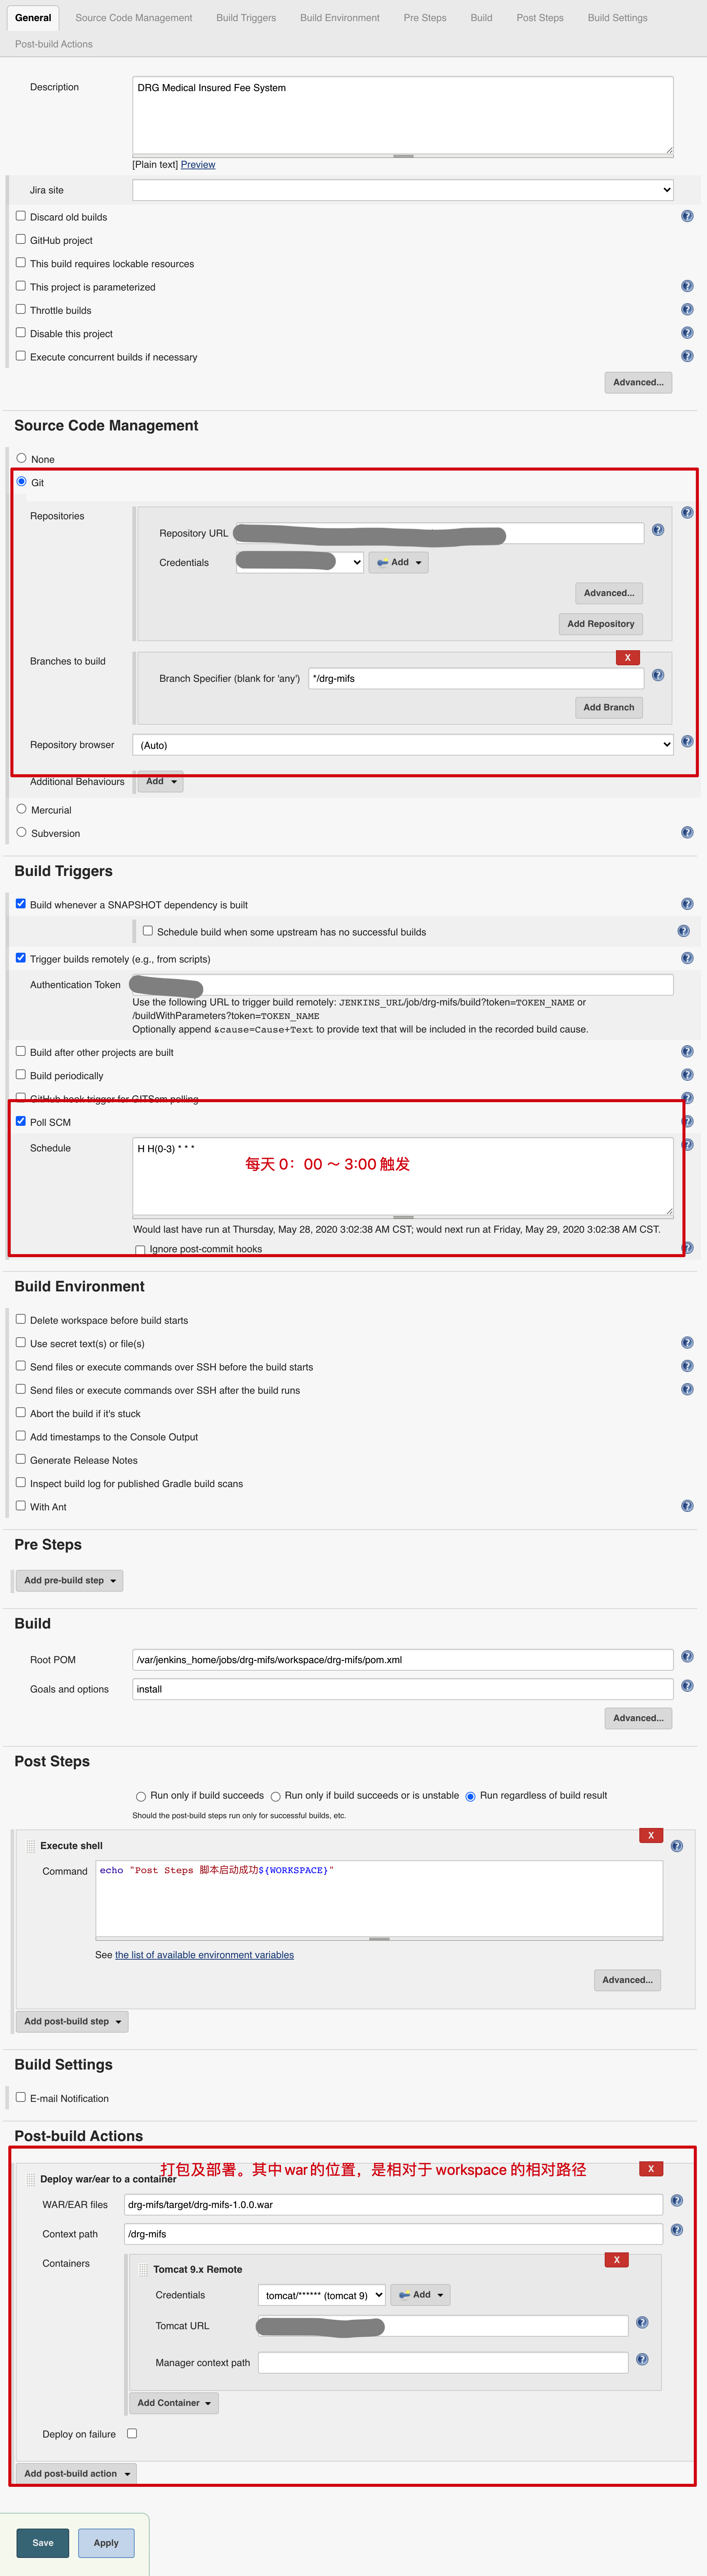 General Source Code Management Build Triggers Build Environment Pre Steps Build Post Steps Build Settings
Post-build Actions
Description
DRG Medical Insured Fee System
[Plain text] Preview
Jira site
Discard old builds
GitHub project
This build requires lockable resources
This project is parameterized
Throttle builds
Disable this project
Execute concurrent builds if necessary
Advanced...
Source Code Management
None
Git
Repositories
Repository URL
Credentials
Add
Advanced...
Add Repository
Branches to build
X
Branch Specifier (blank for 'any') */drg-mifs
Add Branch
Repository browser (Auto)
Additional Behaviours Add
Mercurial
Subversion
Build Triggers
Build whenever a SNAPSHOT dependency is built
Schedule build when some upstream has no successful builds
Trigger builds remotely (e.g., from scripts)
Authentication Token
Use the following URL to trigger build remotely: JENKINS_URL/job/drg-mifs/build?token=TOKEN_NAME or
/buildWithParameters?token=TOKEN_NAME
Optionally append &cause=Cause+Text to provide text that will be included in the recorded build cause.
Build after other projects are built
Build periodically
GitHub hook trigger for GITScm polling
Poll SCM
Schedule
H H(0-3) * * *
每天 0：00 ～ 3:00 触发
Would last have run at Thursday, May 28, 2020 3:02:38 AM CST; would next run at Friday, May 29, 2020 3:02:38 AM CST.
Ignore post-commit hooks
Build Environment
Delete workspace before build starts
Use secret text(s) or file(s)
Send files or execute commands over SSH before the build starts
Send files or execute commands over SSH after the build runs
Abort the build if it's stuck
Add timestamps to the Console Output
Generate Release Notes
Inspect build log for published Gradle build scans
With Ant
Pre Steps
Add pre-build step
Build
Root POM /var/jenkins_home/jobs/drg-mifs/workspace/drg-mifs/pom.xml
Goals and options install
Advanced...
Post Steps
Run only if build succeeds Run only if build succeeds or is unstable Run regardless of build result
Should the post-build steps run only for successful builds, etc.
X
Execute shell
Command echo "Post Steps 脚本启动成功${WORKSPACE}"
See the list of available environment variables
Advanced...
Add post-build step
Build Settings
E-mail Notification
Post-build Actions
打包及部署。其中 war 的位置，是相对于 workspace 的相对路径
X
Deploy war/ear to a container
WAR/EAR files drg-mifs/target/drg-mifs-1.0.0.war
Context path /drg-mifs
Containers
X
Tomcat 9.x Remote
Credentials tomcat/****** (tomcat 9) Add
Tomcat URL
Manager context path
Add Container
Deploy on failure
Add post-build action
Save Apply